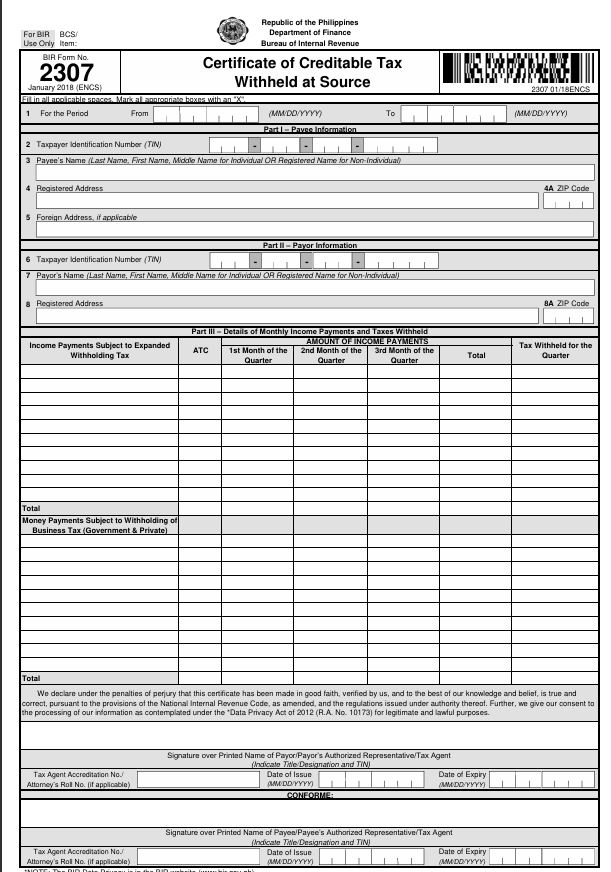 Republic of the Philippines
For BIR BCS/ Department of Finance
Use Only Item: Bureau of Internal Revenue
BIR Form No.
2307
January 2018 (ENCS)
Certificate of Creditable Tax
Withheld at Source
2307 01/18ENCS
Fill in all applicable spaces. Mark all appropriate boxes with an "X".
1 For the Period From (MM/DD/YYYY) To (MM/DD/YYYY)
Part I – Payee Information
2 Taxpayer Identification Number (TIN) - - -
3 Payee's Name (Last Name, First Name, Middle Name for Individual OR Registered Name for Non-Individual)
4 Registered Address 4A ZIP Code
5 Foreign Address, if applicable
Part II – Payor Information
6 Taxpayer Identification Number (TIN) - - -
7 Payor's Name (Last Name, First Name, Middle Name for Individual OR Registered Name for Non-Individual)
8 Registered Address 8A ZIP Code
Part III – Details of Monthly Income Payments and Taxes Withheld
Income Payments Subject to Expanded
Withholding Tax
ATC
AMOUNT OF INCOME PAYMENTS
1st Month of the
Quarter
2nd Month of the
Quarter
3rd Month of the
Quarter
Total
Tax Withheld for the
Quarter
Total
Money Payments Subject to Withholding of
Business Tax (Government & Private)
Total
We declare under the penalties of perjury that this certificate has been made in good faith, verified by us, and to the best of our knowledge and belief, is true and
correct, pursuant to the provisions of the National Internal Revenue Code, as amended, and the regulations issued under authority thereof. Further, we give our consent to
the processing of our information as contemplated under the *Data Privacy Act of 2012 (R.A. No. 10173) for legitimate and lawful purposes.
Signature over Printed Name of Payor/Payor's Authorized Representative/Tax Agent
(Indicate Title/Designation and TIN)
Tax Agent Accreditation No./
Attorney's Roll No. (if applicable)
Date of Issue
(MM/DD/YYYY)
Date of Expiry
(MM/DD/YYYY)
CONFORME:
Signature over Printed Name of Payee/Payee's Authorized Representative/Tax Agent
(Indicate Title/Designation and TIN)
Tax Agent Accreditation No./
Attorney's Roll No. (if applicable)
Date of Issue
(MM/DD/YYYY)
Date of Expiry
(MM/DD/YYYY)
*NOTE: The BIR Data Privacy is in the BIR website (www.bir.gov.ph)